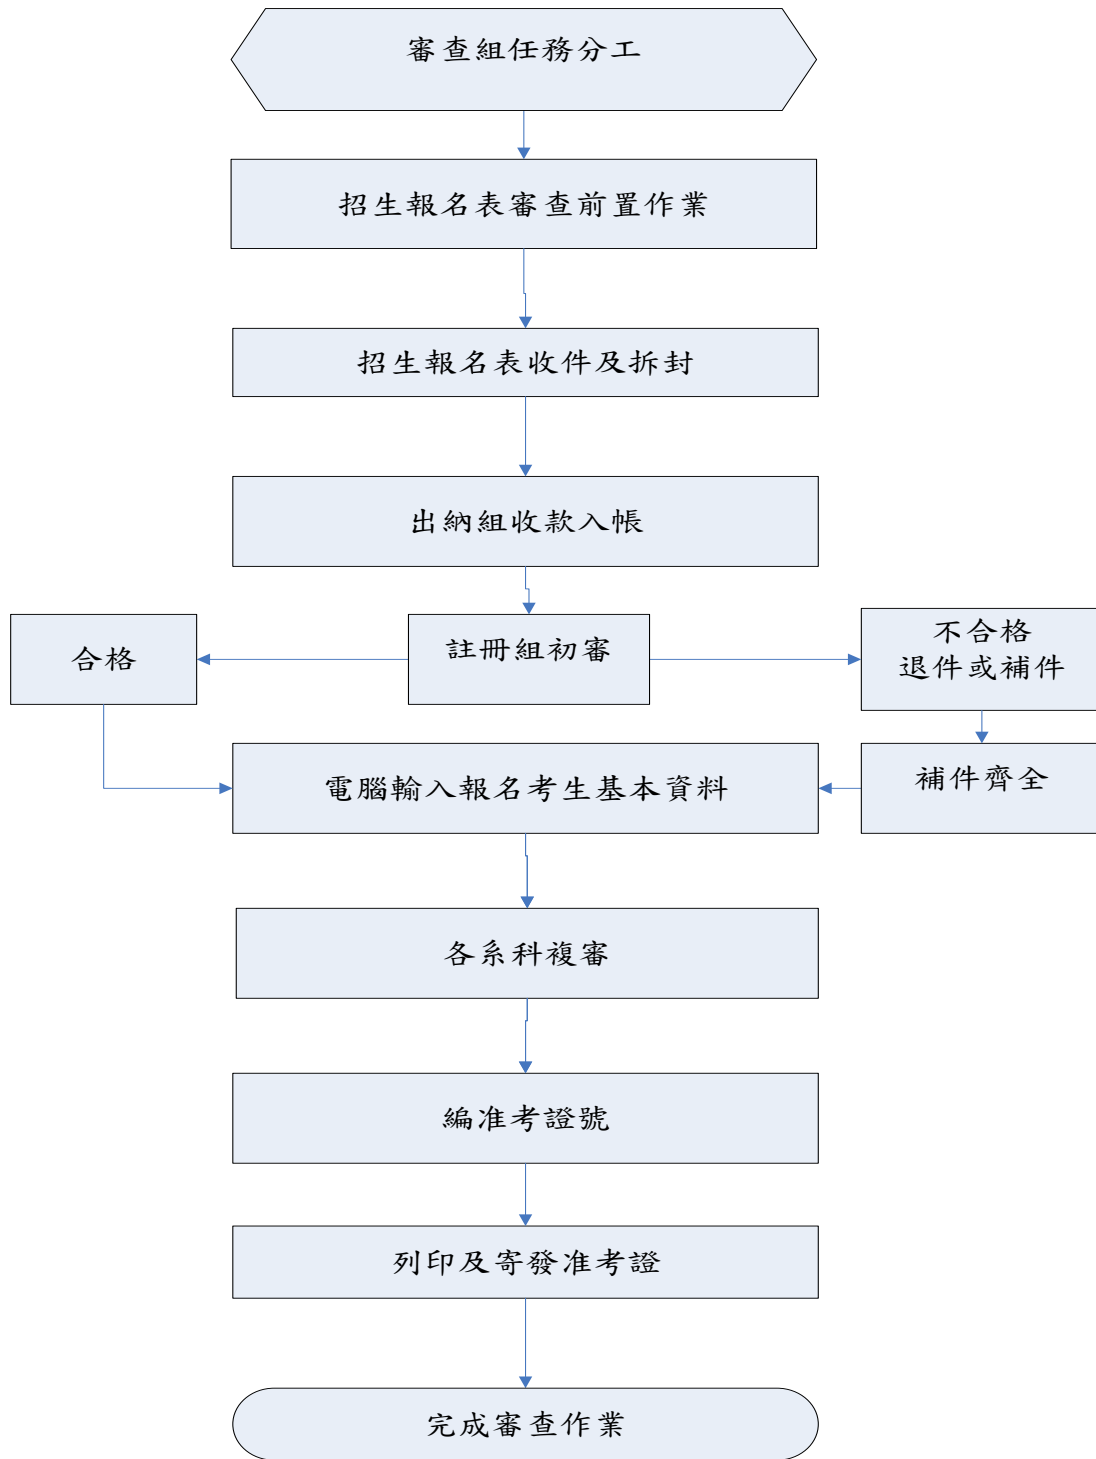 審查組任務分工
招生報名表審查前置作業
招生報名表收件及拆封
出納組收款入帳
合格
註冊組初審
不合格
退件或補件
電腦輸入報名考生基本資料
補件齊全
各系科複審
編准考證號
列印及寄發准考證
完成審查作業